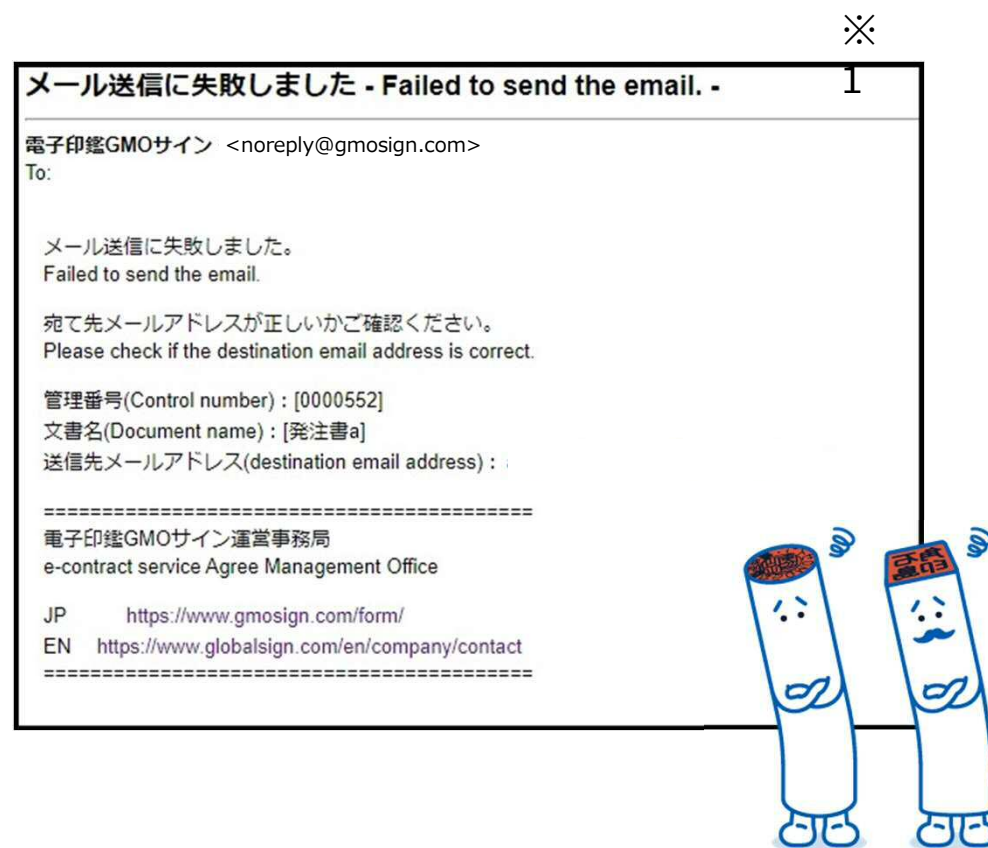 ※
1
メール送信に失敗しました - Failed to send the email. -
電子印鑑GMOサイン <noreply@gmosign.com>
To:
メール送信に失敗しました。
Failed to send the email.
宛て先メールアドレスが正しいかご確認ください。
Please check if the destination email address is correct.
管理番号(Control number) : [0000552]
文書名(Document name) : [発注書a]
送信先メールアドレス(destination email address) :
==========================================
電子印鑑GMOサイン運営事務局
e-contract service Agree Management Office
JP https://www.gmosign.com/form/
EN https://www.globalsign.com/en/company/contact
==========================================